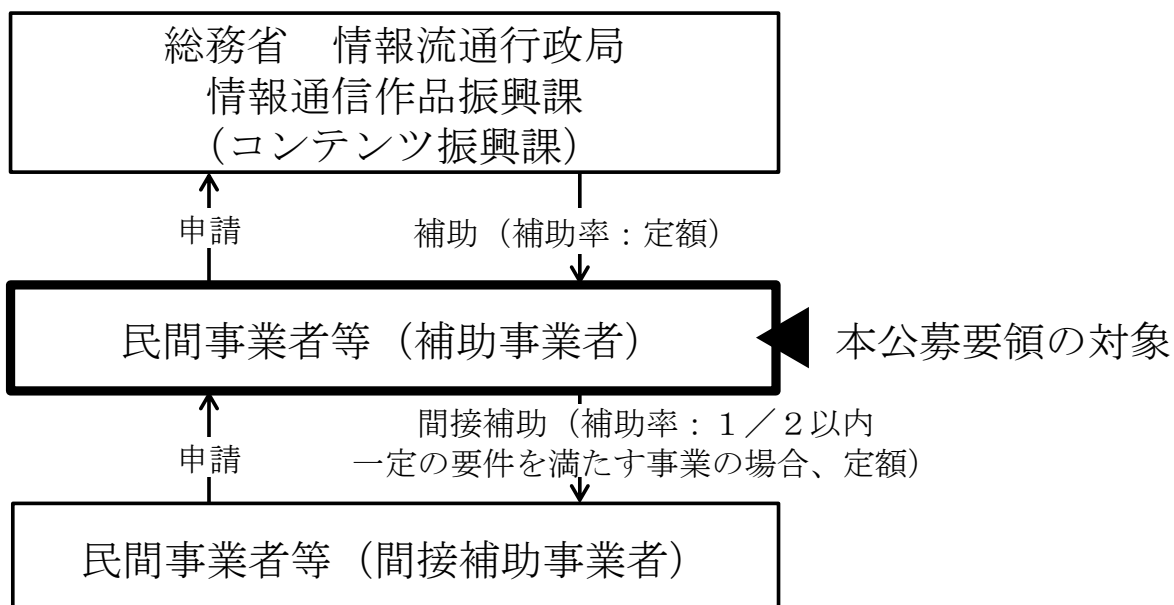 総務省　情報流通行政局
情報通信作品振興課
（コンテンツ振興課）
申請
補助（補助率：定額）
民間事業者等（補助事業者）
本公募要領の対象
間接補助（補助率：１／２以内
一定の要件を満たす事業の場合、定額）
申請
民間事業者等（間接補助事業者）